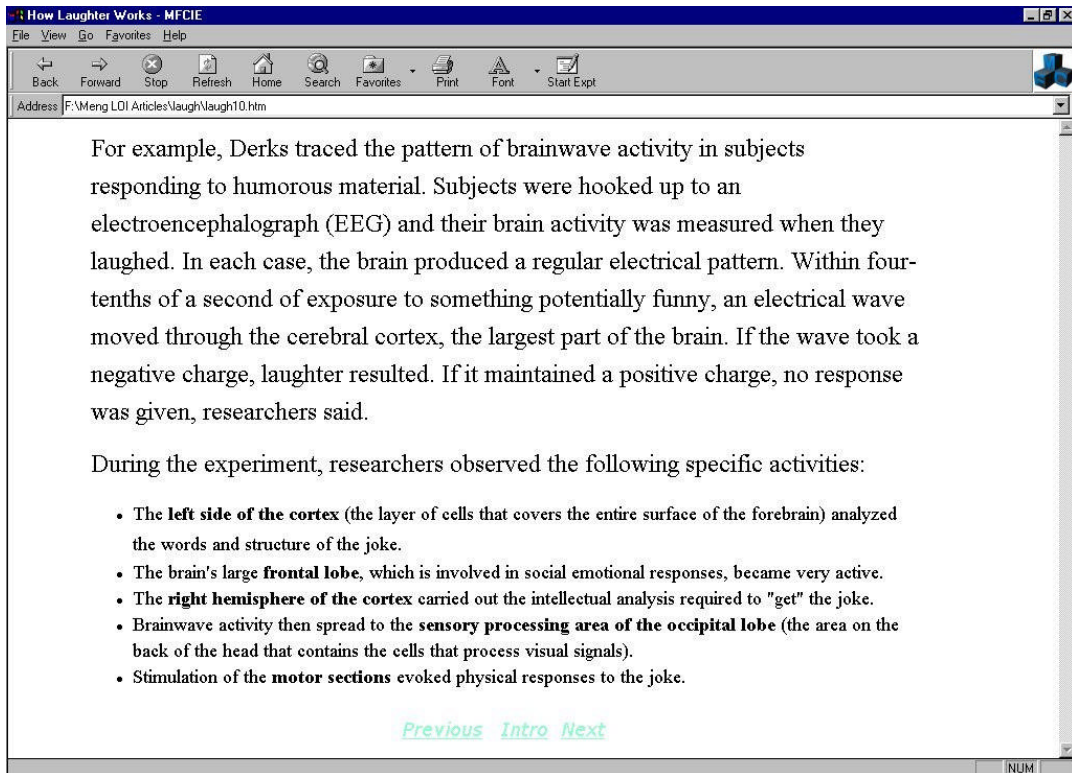 How Laughter Works - MFCIE
File View Go Favorites Help
Back Forward Stop Refresh Home Search Favorites Print Font Start Expt
Address F:\Meng LOI Articles\laugh\laugh10.htm
For example, Derks traced the pattern of brainwave activity in subjects
responding to humorous material. Subjects were hooked up to an
electroencephalograph (EEG) and their brain activity was measured when they
laughed. In each case, the brain produced a regular electrical pattern. Within four-
tenths of a second of exposure to something potentially funny, an electrical wave
moved through the cerebral cortex, the largest part of the brain. If the wave took a
negative charge, laughter resulted. If it maintained a positive charge, no response
was given, researchers said.
During the experiment, researchers observed the following specific activities:
• The left side of the cortex (the layer of cells that covers the entire surface of the forebrain) analyzed
the words and structure of the joke.
• The brain's large frontal lobe, which is involved in social emotional responses, became very active.
• The right hemisphere of the cortex carried out the intellectual analysis required to "get" the joke.
• Brainwave activity then spread to the sensory processing area of the occipital lobe (the area on the
back of the head that contains the cells that process visual signals).
• Stimulation of the motor sections evoked physical responses to the joke.
Previous Intro Next
NUM